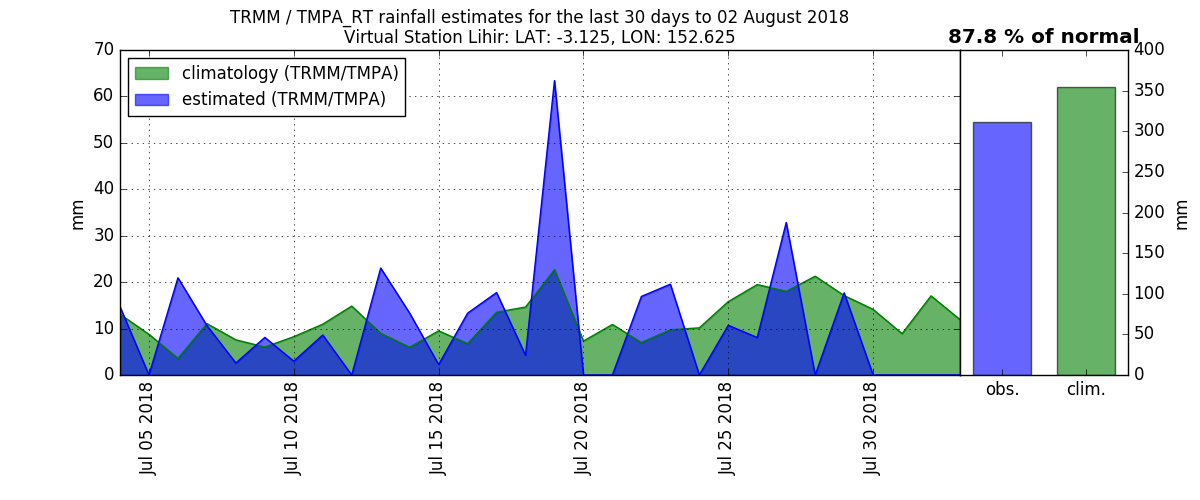 TRMM / TMPA_RT rainfall estimates for the last 30 days to 02 August 2018
Virtual Station Lihir: LAT: -3.125, LON: 152.625
87.8 % of normal
climatology (TRMM/TMPA)
estimated (TRMM/TMPA)
70
60
50
40
30
20
10
0
mm
Jul 05 2018
Jul 10 2018
Jul 15 2018
Jul 20 2018
Jul 25 2018
Jul 30 2018
obs.
clim.
400
350
300
250
200
150
100
50
0
mm